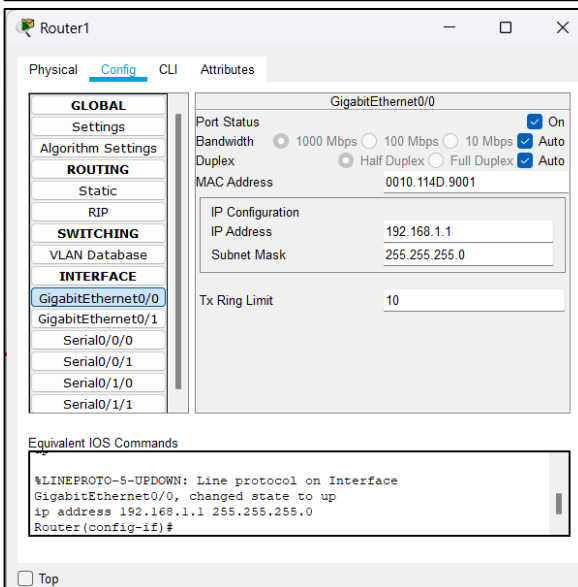 Router1
Physical Config CLI Attributes
GLOBAL
Settings
Algorithm Settings
ROUTING
Static
RIP
SWITCHING
VLAN Database
INTERFACE
GigabitEthernet0/0
GigabitEthernet0/1
Serial0/0/0
Serial0/0/1
Serial0/1/0
Serial0/1/1
GigabitEthernet0/0
Port Status On
Bandwidth 1000 Mbps 100 Mbps 10 Mbps Auto
Duplex Half Duplex Full Duplex Auto
MAC Address 0010.114D.9001
IP Configuration
IP Address 192.168.1.1
Subnet Mask 255.255.255.0
Tx Ring Limit 10
Equivalent IOS Commands
%LINEPROTO-5-UPDOWN: Line protocol on Interface
GigabitEthernet0/0, changed state to up
ip address 192.168.1.1 255.255.255.0
Router(config-if)#
Top